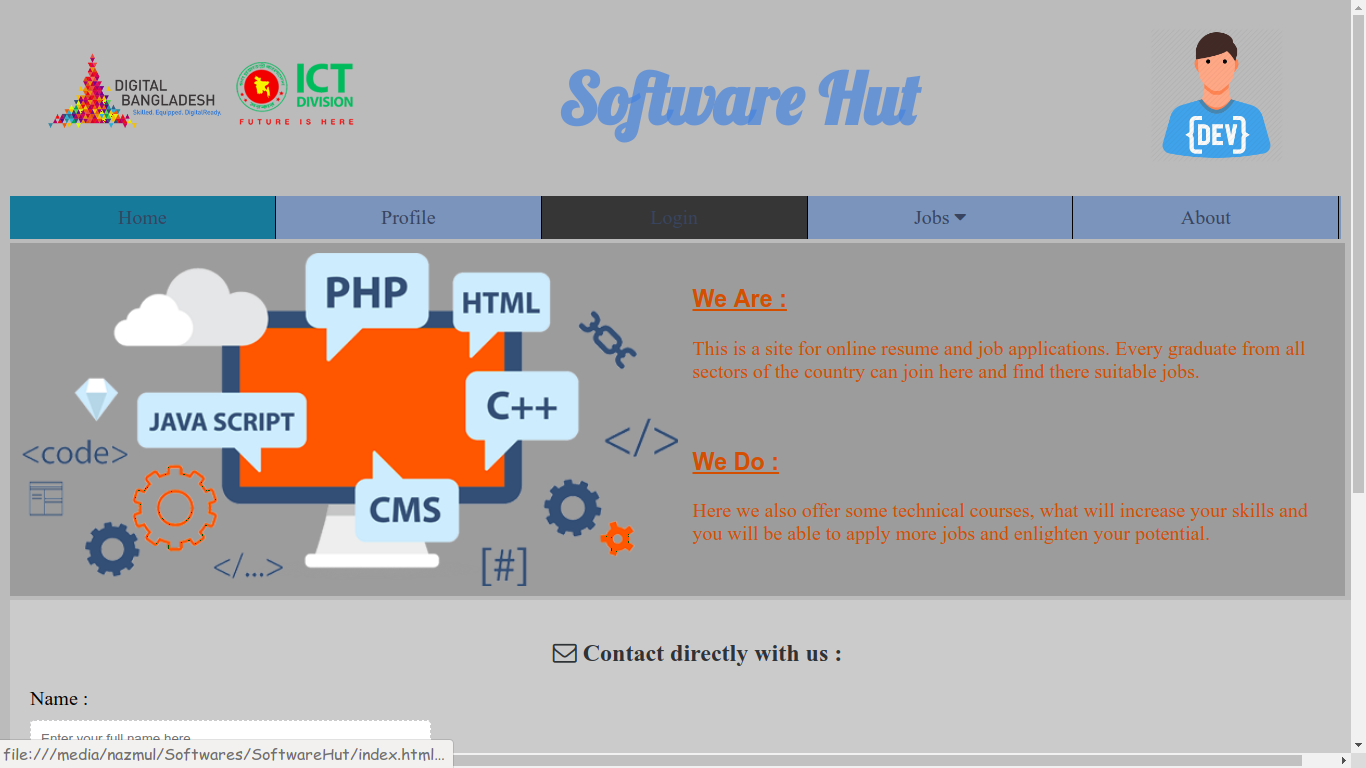 DIGITAL
BANGLADESH
Skilled. Equipped. DigitalReady.
ICT
DIVISION
FUTURE IS HERE
Software Hut
{DEV}
Home
Profile
Login
Jobs
About
PHP
HTML
JAVA SCRIPT
C++
CMS
<code>
</>
</...>
[#]
We Are :
This is a site for online resume and job applications. Every graduate from all
sectors of the country can join here and find there suitable jobs.
We Do :
Here we also offer some technical courses, what will increase your skills and
you will be able to apply more jobs and enlighten your potential.
Contact directly with us :
Name :
Enter your full name here
file:///media/nazmul/Softwares/SoftwareHut/index.html...